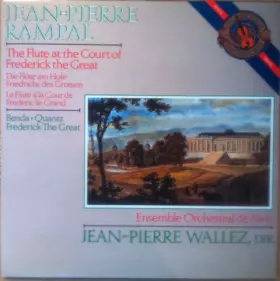 JEAN-PIERRE
RAMPAL
The Flute at the Court of
Frederick the Great
Die Flöte am Hofe
Friedrichs des Grossen
La Flûte à la Cour de
Frédéric le Grand
Benda • Quantz
Frederick The Great
Ensemble Orchestral de Paris
JEAN-PIERRE WALLEZ, DIR.